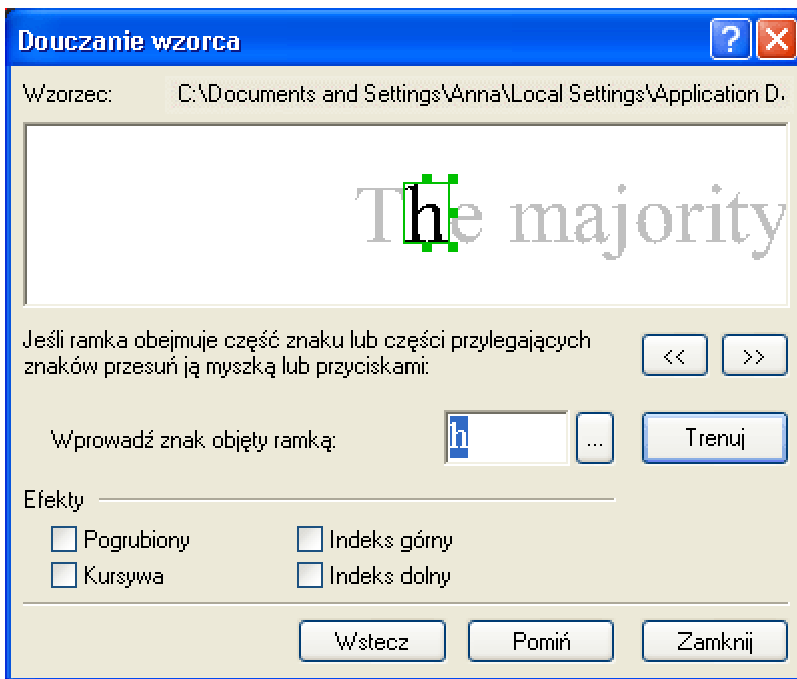 Douczanie wzorca
Wzorzec: C:\Documents and Settings\Anna\Local Settings\Application D
The majority
Jeśli ramka obejmuje część znaku lub części przylegających
znaków przesuń ją myszką lub przyciskami:
<< >>
Wprowadź znak objęty ramką: h ... Trenuj
Efekty
Pogrubiony Indeks górny
Kursywa Indeks dolny
Wstecz Pomiń Zamknij